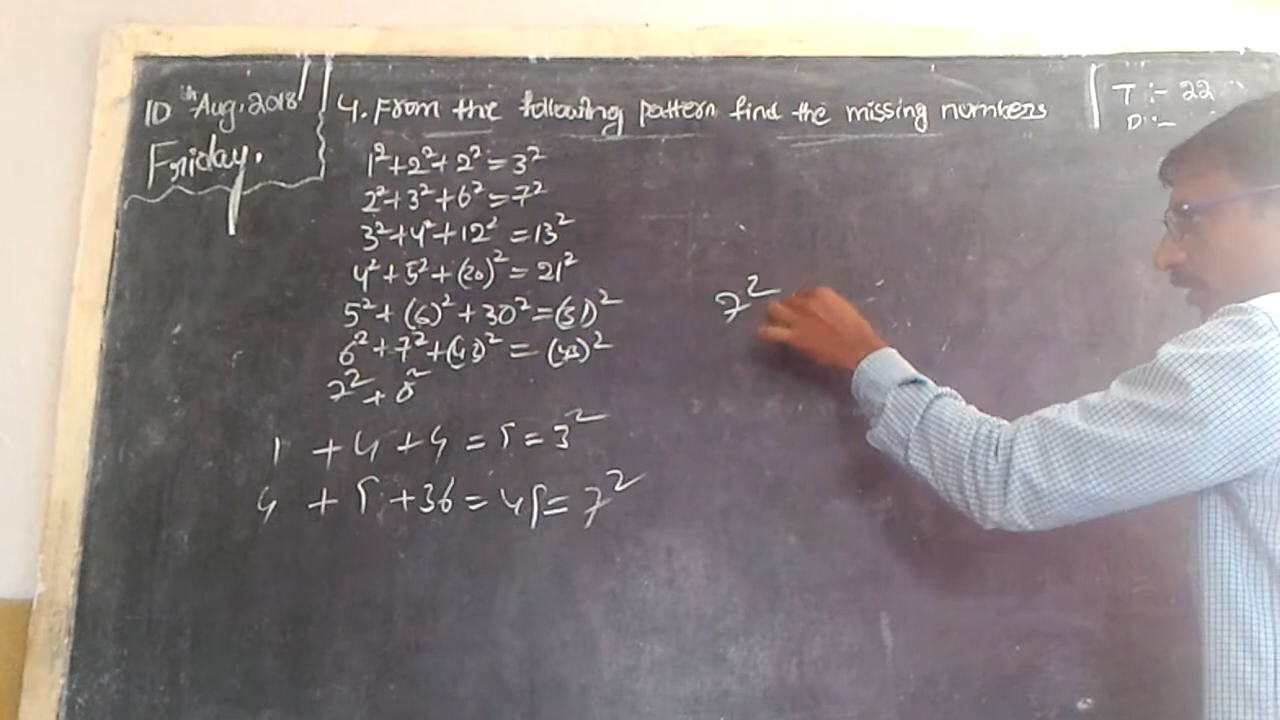 10th Aug. 2018
Friday.
4. From the following pattern find the missing numbers
T :- 22
D :-
1² + 2² + 2² = 3²
2² + 3² + 6² = 7²
3² + 4² + 12² = 13²
4² + 5² + (20)² = 21²
5² + (6)² + 30² = (31)²
6² + 7² + (42)² = (43)²
7² + 8²
7²
1 + 4 + 4 = 9 = 3²
4 + 9 + 36 = 49 = 7²